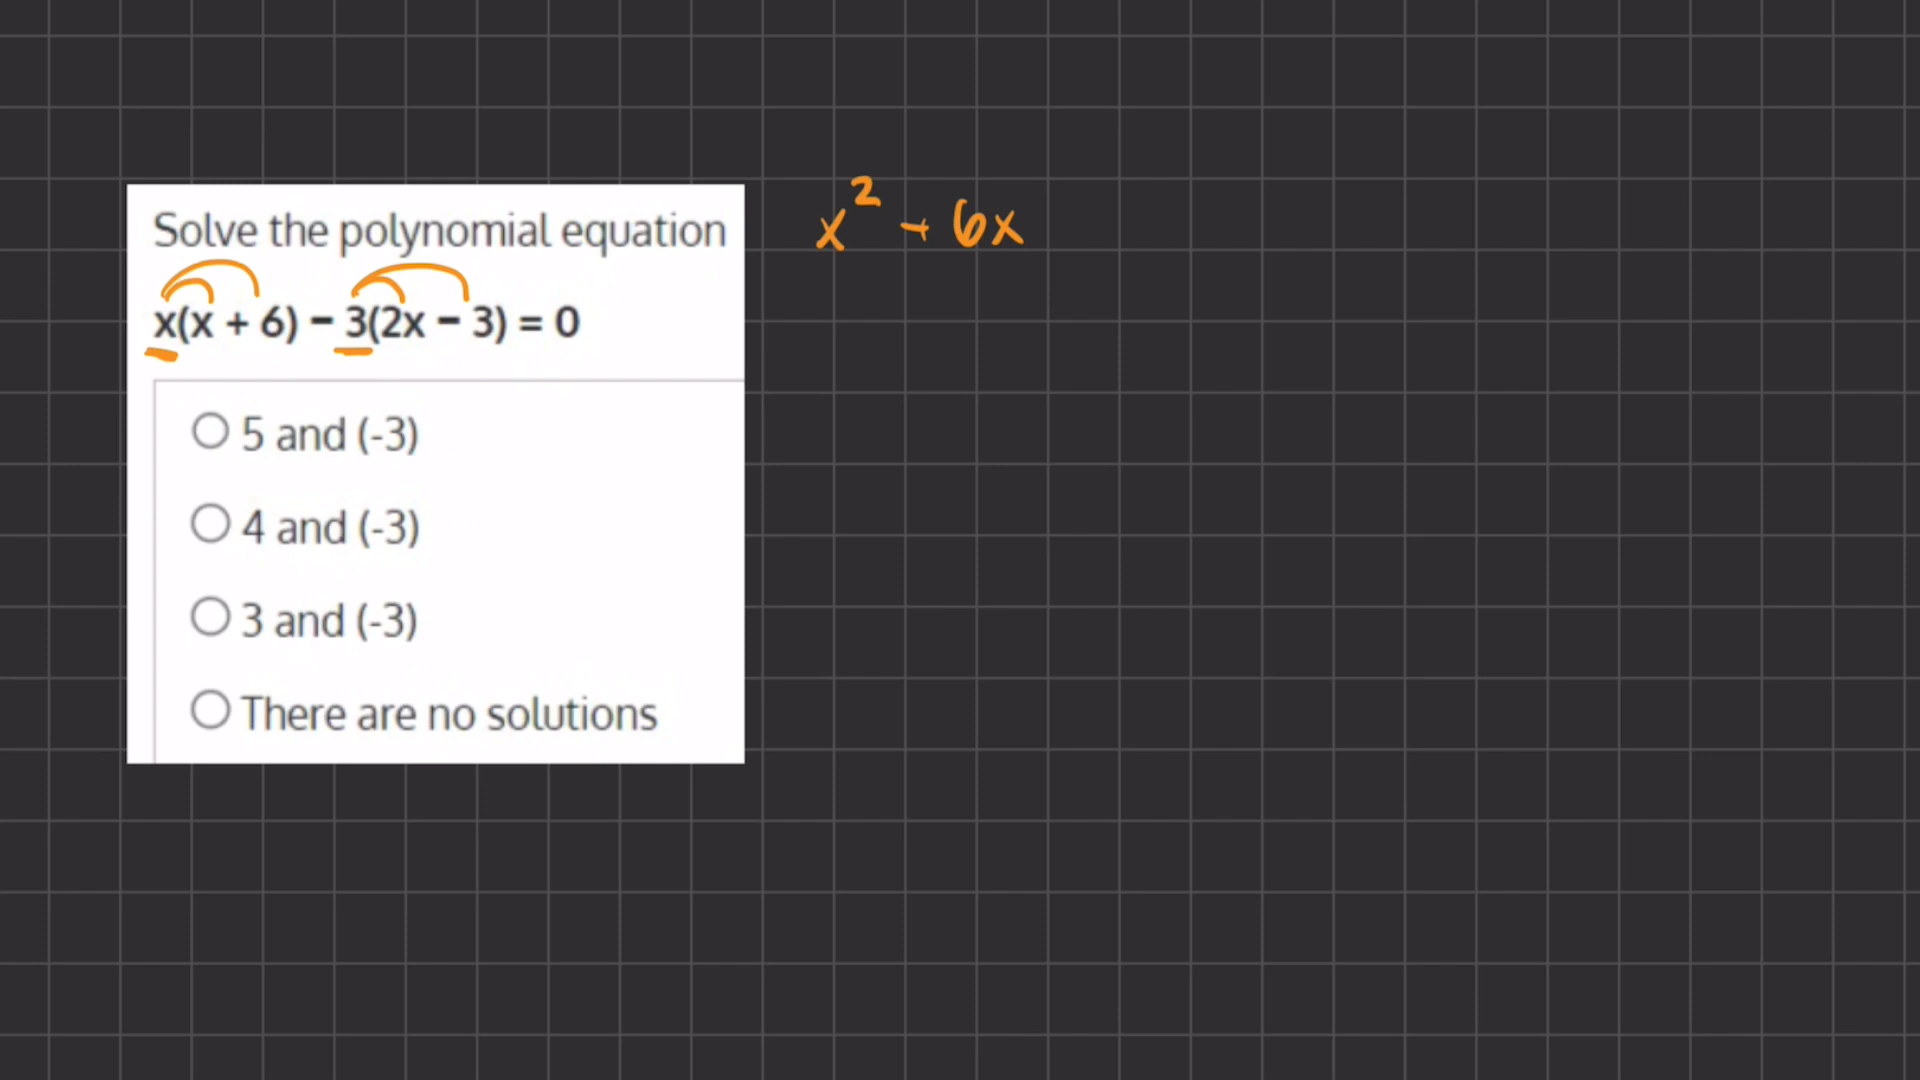 Solve the polynomial equation
x(x + 6) − 3(2x − 3) = 0
5 and (-3)
4 and (-3)
3 and (-3)
There are no solutions
x² + 6x